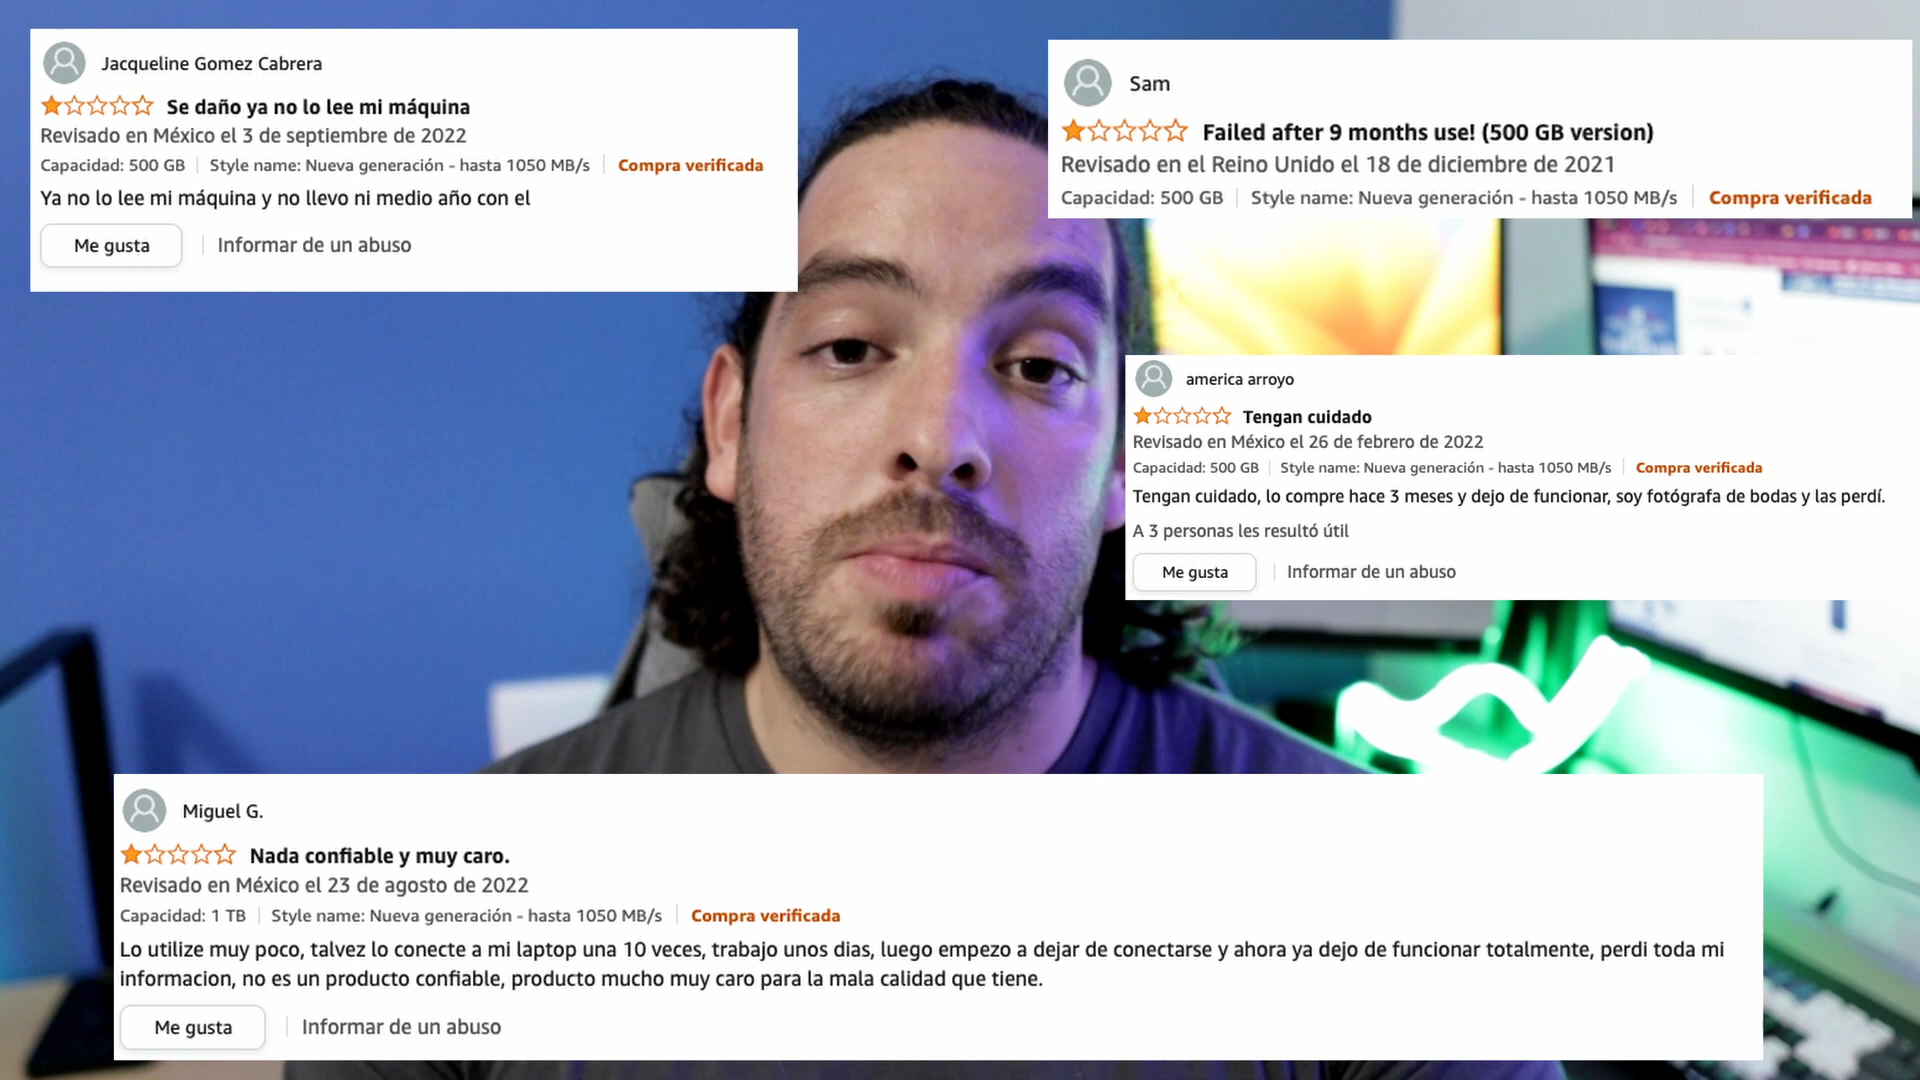 Jacqueline Gomez Cabrera
Se daño ya no lo lee mi máquina
Revisado en México el 3 de septiembre de 2022
Capacidad: 500 GB | Style name: Nueva generación - hasta 1050 MB/s | Compra verificada
Ya no lo lee mi máquina y no llevo ni medio año con el
Me gusta | Informar de un abuso
Sam
Failed after 9 months use! (500 GB version)
Revisado en el Reino Unido el 18 de diciembre de 2021
Capacidad: 500 GB | Style name: Nueva generación - hasta 1050 MB/s | Compra verificada
america arroyo
Tengan cuidado
Revisado en México el 26 de febrero de 2022
Capacidad: 500 GB | Style name: Nueva generación - hasta 1050 MB/s | Compra verificada
Tengan cuidado, lo compre hace 3 meses y dejo de funcionar, soy fotógrafa de bodas y las perdí.
A 3 personas les resultó útil
Me gusta | Informar de un abuso
Miguel G.
Nada confiable y muy caro.
Revisado en México el 23 de agosto de 2022
Capacidad: 1 TB | Style name: Nueva generación - hasta 1050 MB/s | Compra verificada
Lo utilize muy poco, talvez lo conecte a mi laptop una 10 veces, trabajo unos dias, luego empezo a dejar de conectarse y ahora ya dejo de funcionar totalmente, perdi toda mi
informacion, no es un producto confiable, producto mucho muy caro para la mala calidad que tiene.
Me gusta | Informar de un abuso